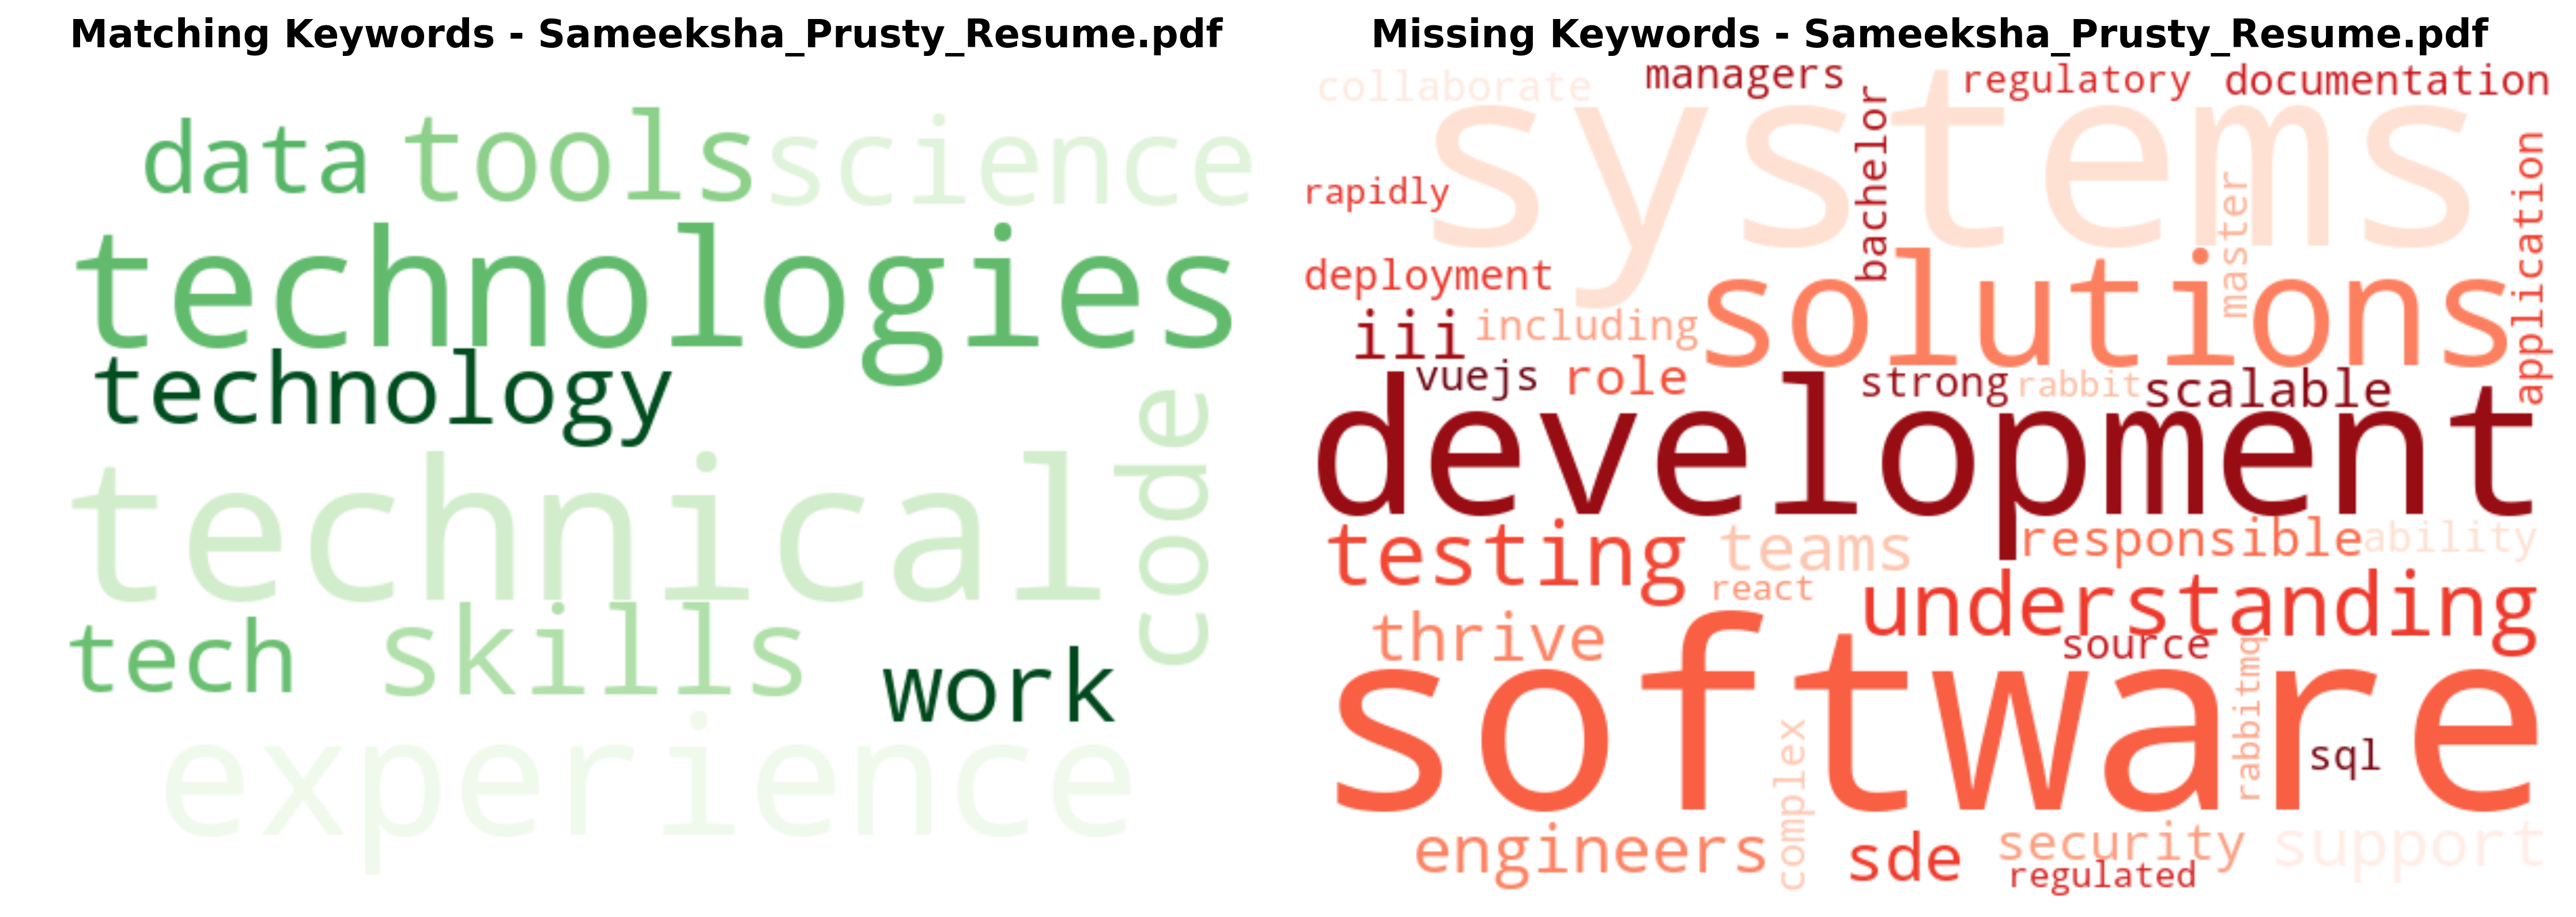 Matching Keywords - Sameeksha_Prusty_Resume.pdf
data tools science
technologies
technology
technical
code
tech skills
work
experience
Missing Keywords - Sameeksha_Prusty_Resume.pdf
collaborate managers regulatory documentation
systems
bachelor
rapidly
master
application
deployment
solutions
iii including
vuejs role strong rabbit scalable
development
testing teams responsible ability
react
understanding
thrive
source
software
rabbitmq
sql
complex
engineers sde security support
regulated